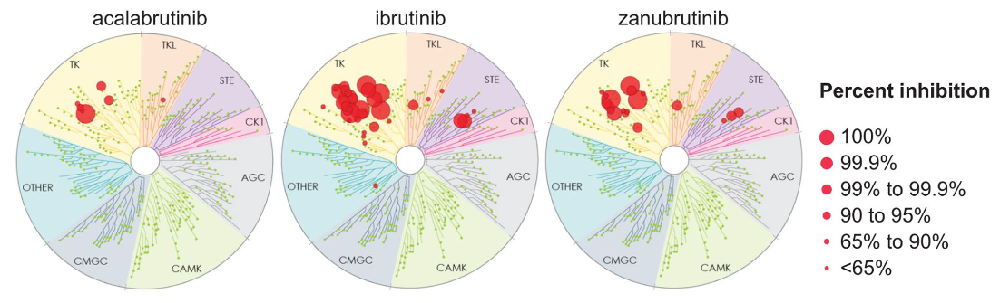 acalabrutinib
TK
TKL
STE
CK1
AGC
CAMK
CMGC
OTHER
ibrutinib
TK
TKL
STE
CK1
AGC
CAMK
CMGC
OTHER
zanubrutinib
TK
TKL
STE
CK1
AGC
CAMK
CMGC
OTHER
Percent inhibition
100%
99.9%
99% to 99.9%
90 to 95%
65% to 90%
<65%